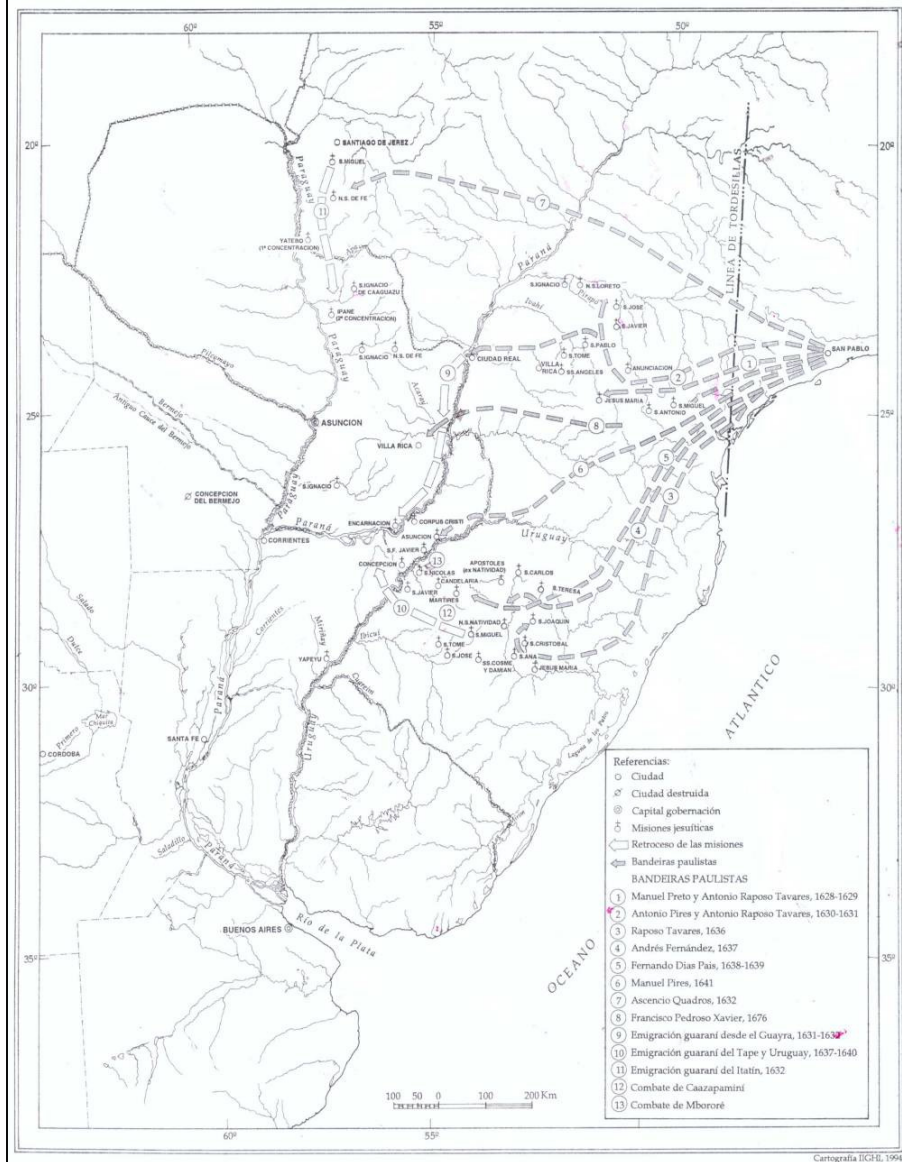 60º
55º
50º
20º
20º
SANTIAGO DE JEREZ
S.MIGUEL
Paraguay
11
N.S. DE FE
7
LINEA DE TORDESILLAS
YATEBO
(1ª CONCENTRACION)
Paraná
S.IGNACIO
DE CAAGUAZU
S.IGNACIO
N.S.LORETO
Pirapó
Ivahí
S.JOSE
IPANE
(2ª CONCENTRACION)
S.JAVIER
Paraguay
S.PABLO
SAN PABLO
S.IGNACIO
N.S. DE FE
CIUDAD REAL
S.TOME
VILLA
RICA
SS.ANGELES
ANUNCIACION
1
2
9
Pilcomayo
Acaray
JESUS MARIA
S.MIGUEL
S.ANTONIO
25º
25º
Bermejo
Antiguo Cauce del Bermejo
ASUNCION
8
VILLA RICA
5
6
3
CONCEPCION
DEL BERMEJO
S.IGNACIO
Paraguay
4
Paraná
ENCARNACION
CORPUS CRISTI
CORRIENTES
ASUNCION
Uruguay
S.F. JAVIER
13
APOSTOLES
(ex NATIVIDAD)
CONCEPCION
S.NICOLAS
S.CARLOS
CANDELARIA
S.TERESA
S.JAVIER
MARTIRES
Salado
10
12
N.S.NATIVIDAD
S.JOAQUIN
Corrientes
Miriñay
S.MIGUEL
Dulce
S.TOME
S.CRISTOBAL
YAPEYU
S.JOSE
SS.COSME
Y DAMIAN
S.ANA
JESUS MARIA
30º
30º
Paraná
Mar
Chiquita
Primero
Uruguay
SANTA FE
CORDOBA
Laguna de los Patos
ATLANTICO
Saladillo
Paraná
BUENOS AIRES
Río de la Plata
OCEANO
35º
35º
Referencias:
Ciudad
Ciudad destruida
Capital gobernación
Misiones jesuíticas
Retroceso de las misiones
Bandeiras paulistas
BANDEIRAS PAULISTAS
1 Manuel Preto y Antonio Raposo Tavares, 1628-1629
2 Antonio Pires y Antonio Raposo Tavares, 1630-1631
3 Raposo Tavares, 1636
4 Andrés Fernández, 1637
5 Fernando Dias Pais, 1638-1639
6 Manuel Pires, 1641
7 Ascencio Quadros, 1632
8 Francisco Pedroso Xavier, 1676
9 Emigración guaraní desde el Guayra, 1631-
10 Emigración guaraní del Tape y Uruguay, 1637-1640
11 Emigración guaraní del Itatín, 1632
12 Combate de Caazapaminí
13 Combate de Mbororé
100 50 0 100 200 Km
60º
55º
Cartografía IIGHI, 1994